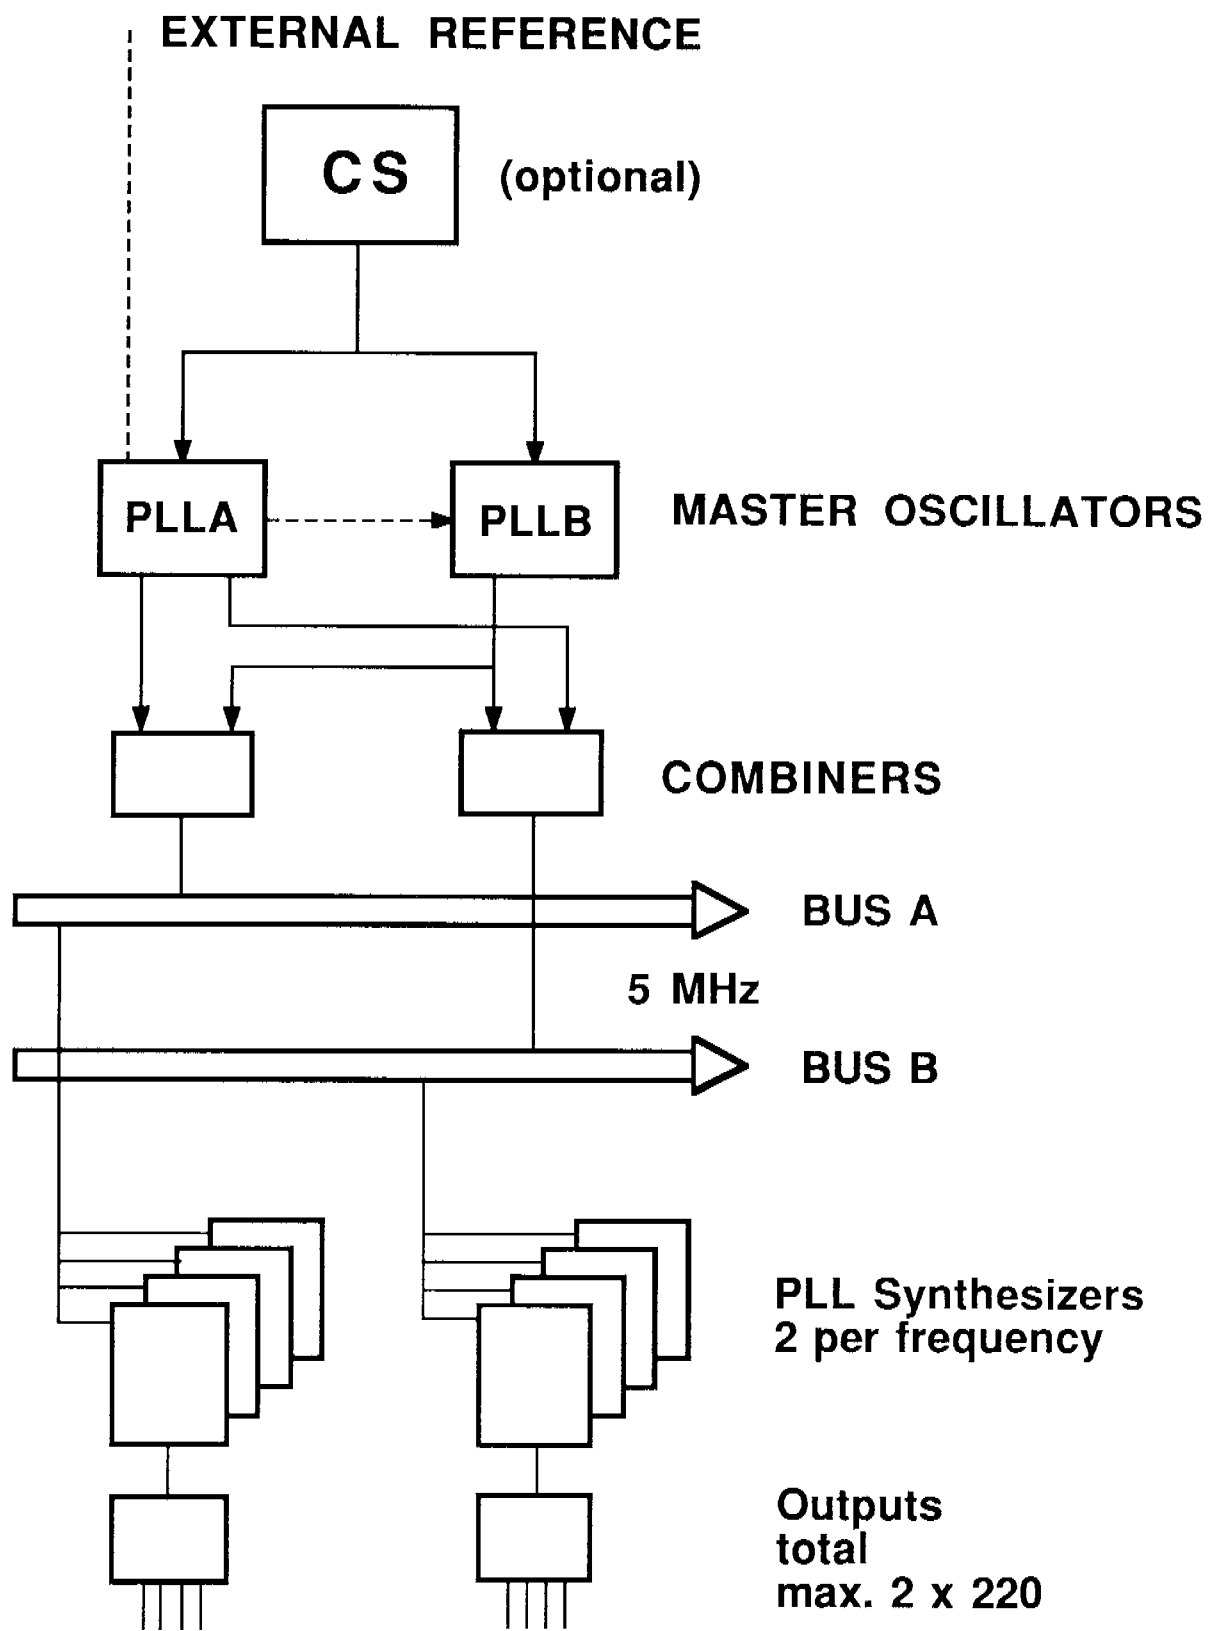 EXTERNAL REFERENCE
CS
(optional)
PLLA
PLLB
MASTER OSCILLATORS
COMBINERS
BUS A
5 MHz
BUS B
PLL Synthesizers
2 per frequency
Outputs
total
max. 2 x 220